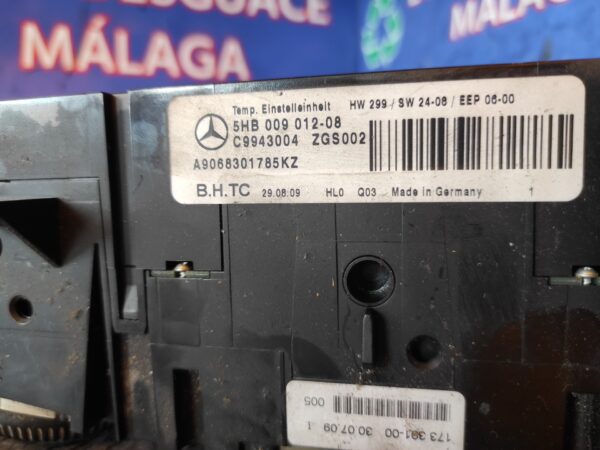 DESGUACE
MÁLAGA
Temp. Einstelleinheit HW 299 / SW 24-08 / EEP 06-00
5HB 009 012-08
C9943004 ZGS002
A9068301785KZ
B.H.TC 29.08.09 HL0 Q03 Made in Germany 1
173.391-00 30.07.09 1
005